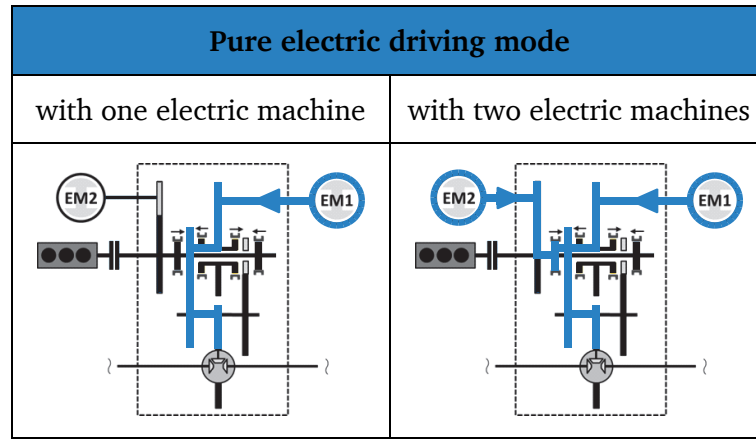 Pure electric driving mode
with one electric machine
with two electric machines
EM2
EM1
EM2
EM1